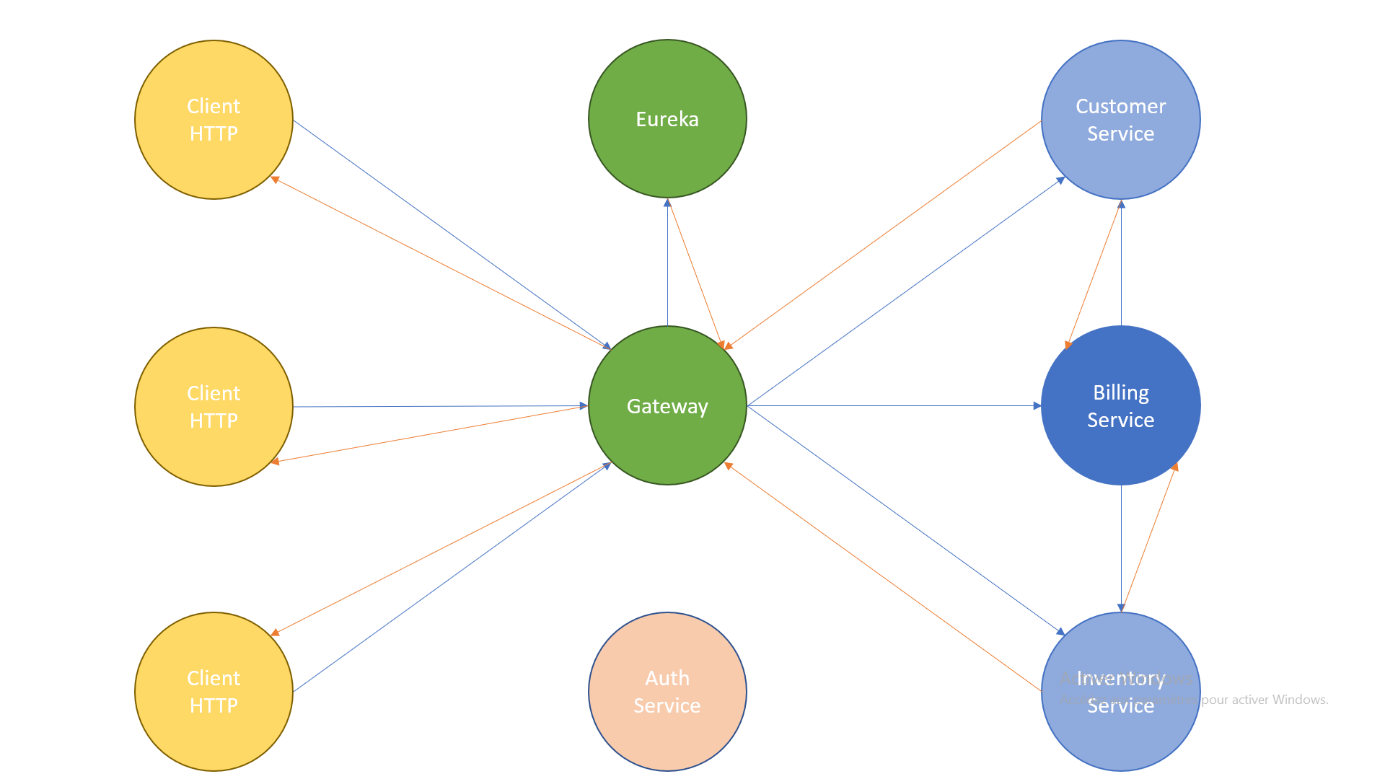 Client
HTTP
Eureka
Customer
Service
Client
HTTP
Gateway
Billing
Service
Client
HTTP
Auth
Service
Inventory
Service
pour activer Windows.